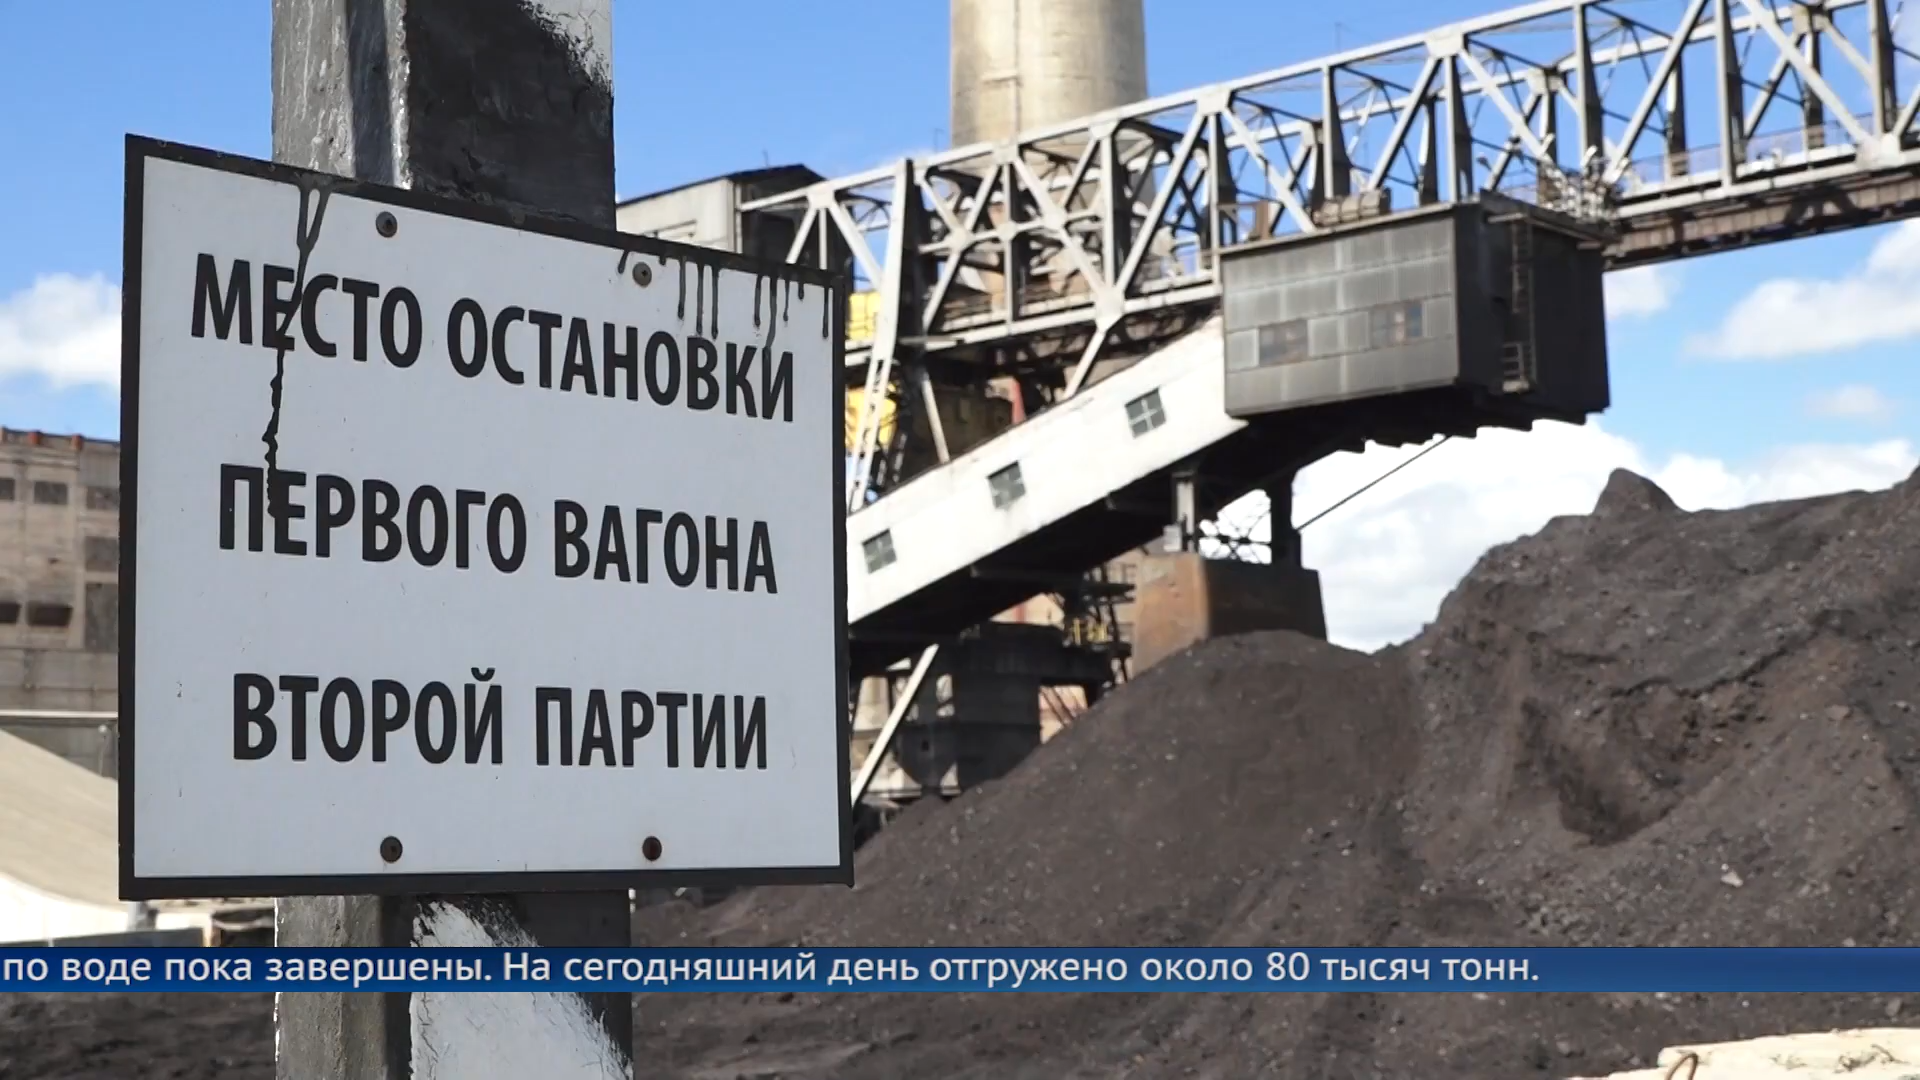 МЕСТО ОСТАНОВКИ
ПЕРВОГО ВАГОНА
ВТОРОЙ ПАРТИИ
по воде пока завершены. На сегодняшний день отгружено около 80 тысяч тонн.